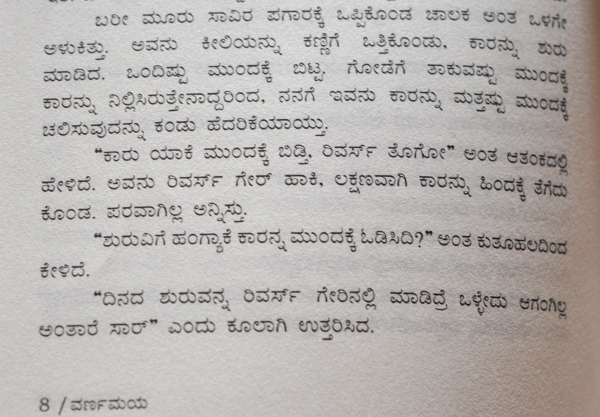 ಬರೀ ಮೂರು ಸಾವಿರ ಪಗಾರಕ್ಕೆ ಒಪ್ಪಿಕೊಂಡ ಚಾಲಕ ಅಂತ ಒಳಗೇ
ಅಳುಕಿತ್ತು. ಅವನು ಕೀಲಿಯನ್ನು ಕಣ್ಣಿಗೆ ಒತ್ತಿಕೊಂಡು, ಕಾರನ್ನು ಶುರು
ಮಾಡಿದ. ಒಂದಿಷ್ಟು ಮುಂದಕ್ಕೆ ಬಿಟ್ಟ. ಗೋಡೆಗೆ ತಾಕುವಷ್ಟು ಮುಂದಕ್ಕೆ
ಕಾರನ್ನು ನಿಲ್ಲಿಸಿರುತ್ತೇನಾದ್ದರಿಂದ, ನನಗೆ ಇವನು ಕಾರನ್ನು ಮತ್ತಷ್ಟು ಮುಂದಕ್ಕೆ
ಚಲಿಸುವುದನ್ನು ಕಂಡು ಹೆದರಿಕೆಯಾಯ್ತು.
“ಕಾರು ಯಾಕೆ ಮುಂದಕ್ಕೆ ಬಿಡ್ತಿ, ರಿವರ್ಸ್ ತೊಗೋ” ಅಂತ ಆತಂಕದಲ್ಲಿ
ಹೇಳಿದೆ. ಅವನು ರಿವರ್ಸ್ ಗೇರ್ ಹಾಕಿ, ಲಕ್ಷಣವಾಗಿ ಕಾರನ್ನು ಹಿಂದಕ್ಕೆ ತೆಗೆದು
ಕೊಂಡ. ಪರವಾಗಿಲ್ಲ ಅನ್ನಿಸ್ತು.
“ಶುರುವಿಗೆ ಹಂಗ್ಯಾಕೆ ಕಾರನ್ನ ಮುಂದಕ್ಕೆ ಓಡಿಸಿದಿ?” ಅಂತ ಕುತೂಹಲದಿಂದ
ಕೇಳಿದೆ.
“ದಿನದ ಶುರುವನ್ನ ರಿವರ್ಸ್ ಗೇರಿನಲ್ಲಿ ಮಾಡಿದ್ರೆ ಒಳ್ಳೇದು ಆಗಂಗಿಲ್ಲ
ಅಂತಾರೆ ಸಾರ್” ಎಂದು ಕೂಲಾಗಿ ಉತ್ತರಿಸಿದ.
8 / ವರ್ಣಮಯ